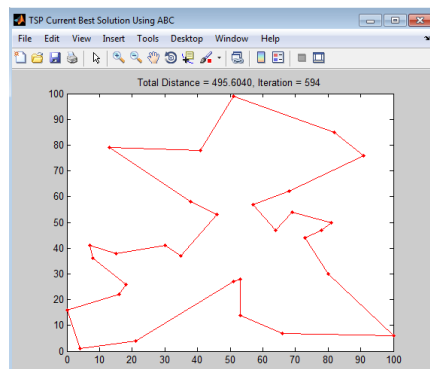 TSP Current Best Solution Using ABC
File Edit View Insert Tools Desktop Window Help
Total Distance = 495.6040, Iteration = 594
100
90
80
70
60
50
40
30
20
10
0
0 10 20 30 40 50 60 70 80 90 100